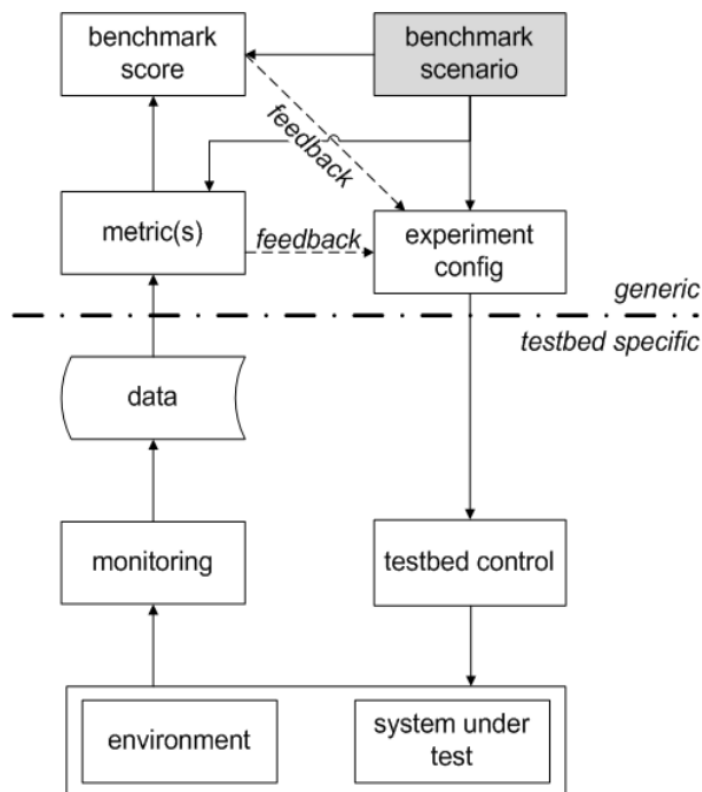 benchmark
score
benchmark
scenario
feedback
metric(s)
feedback
experiment
config
generic
testbed specific
data
monitoring
testbed control
environment
system under
test